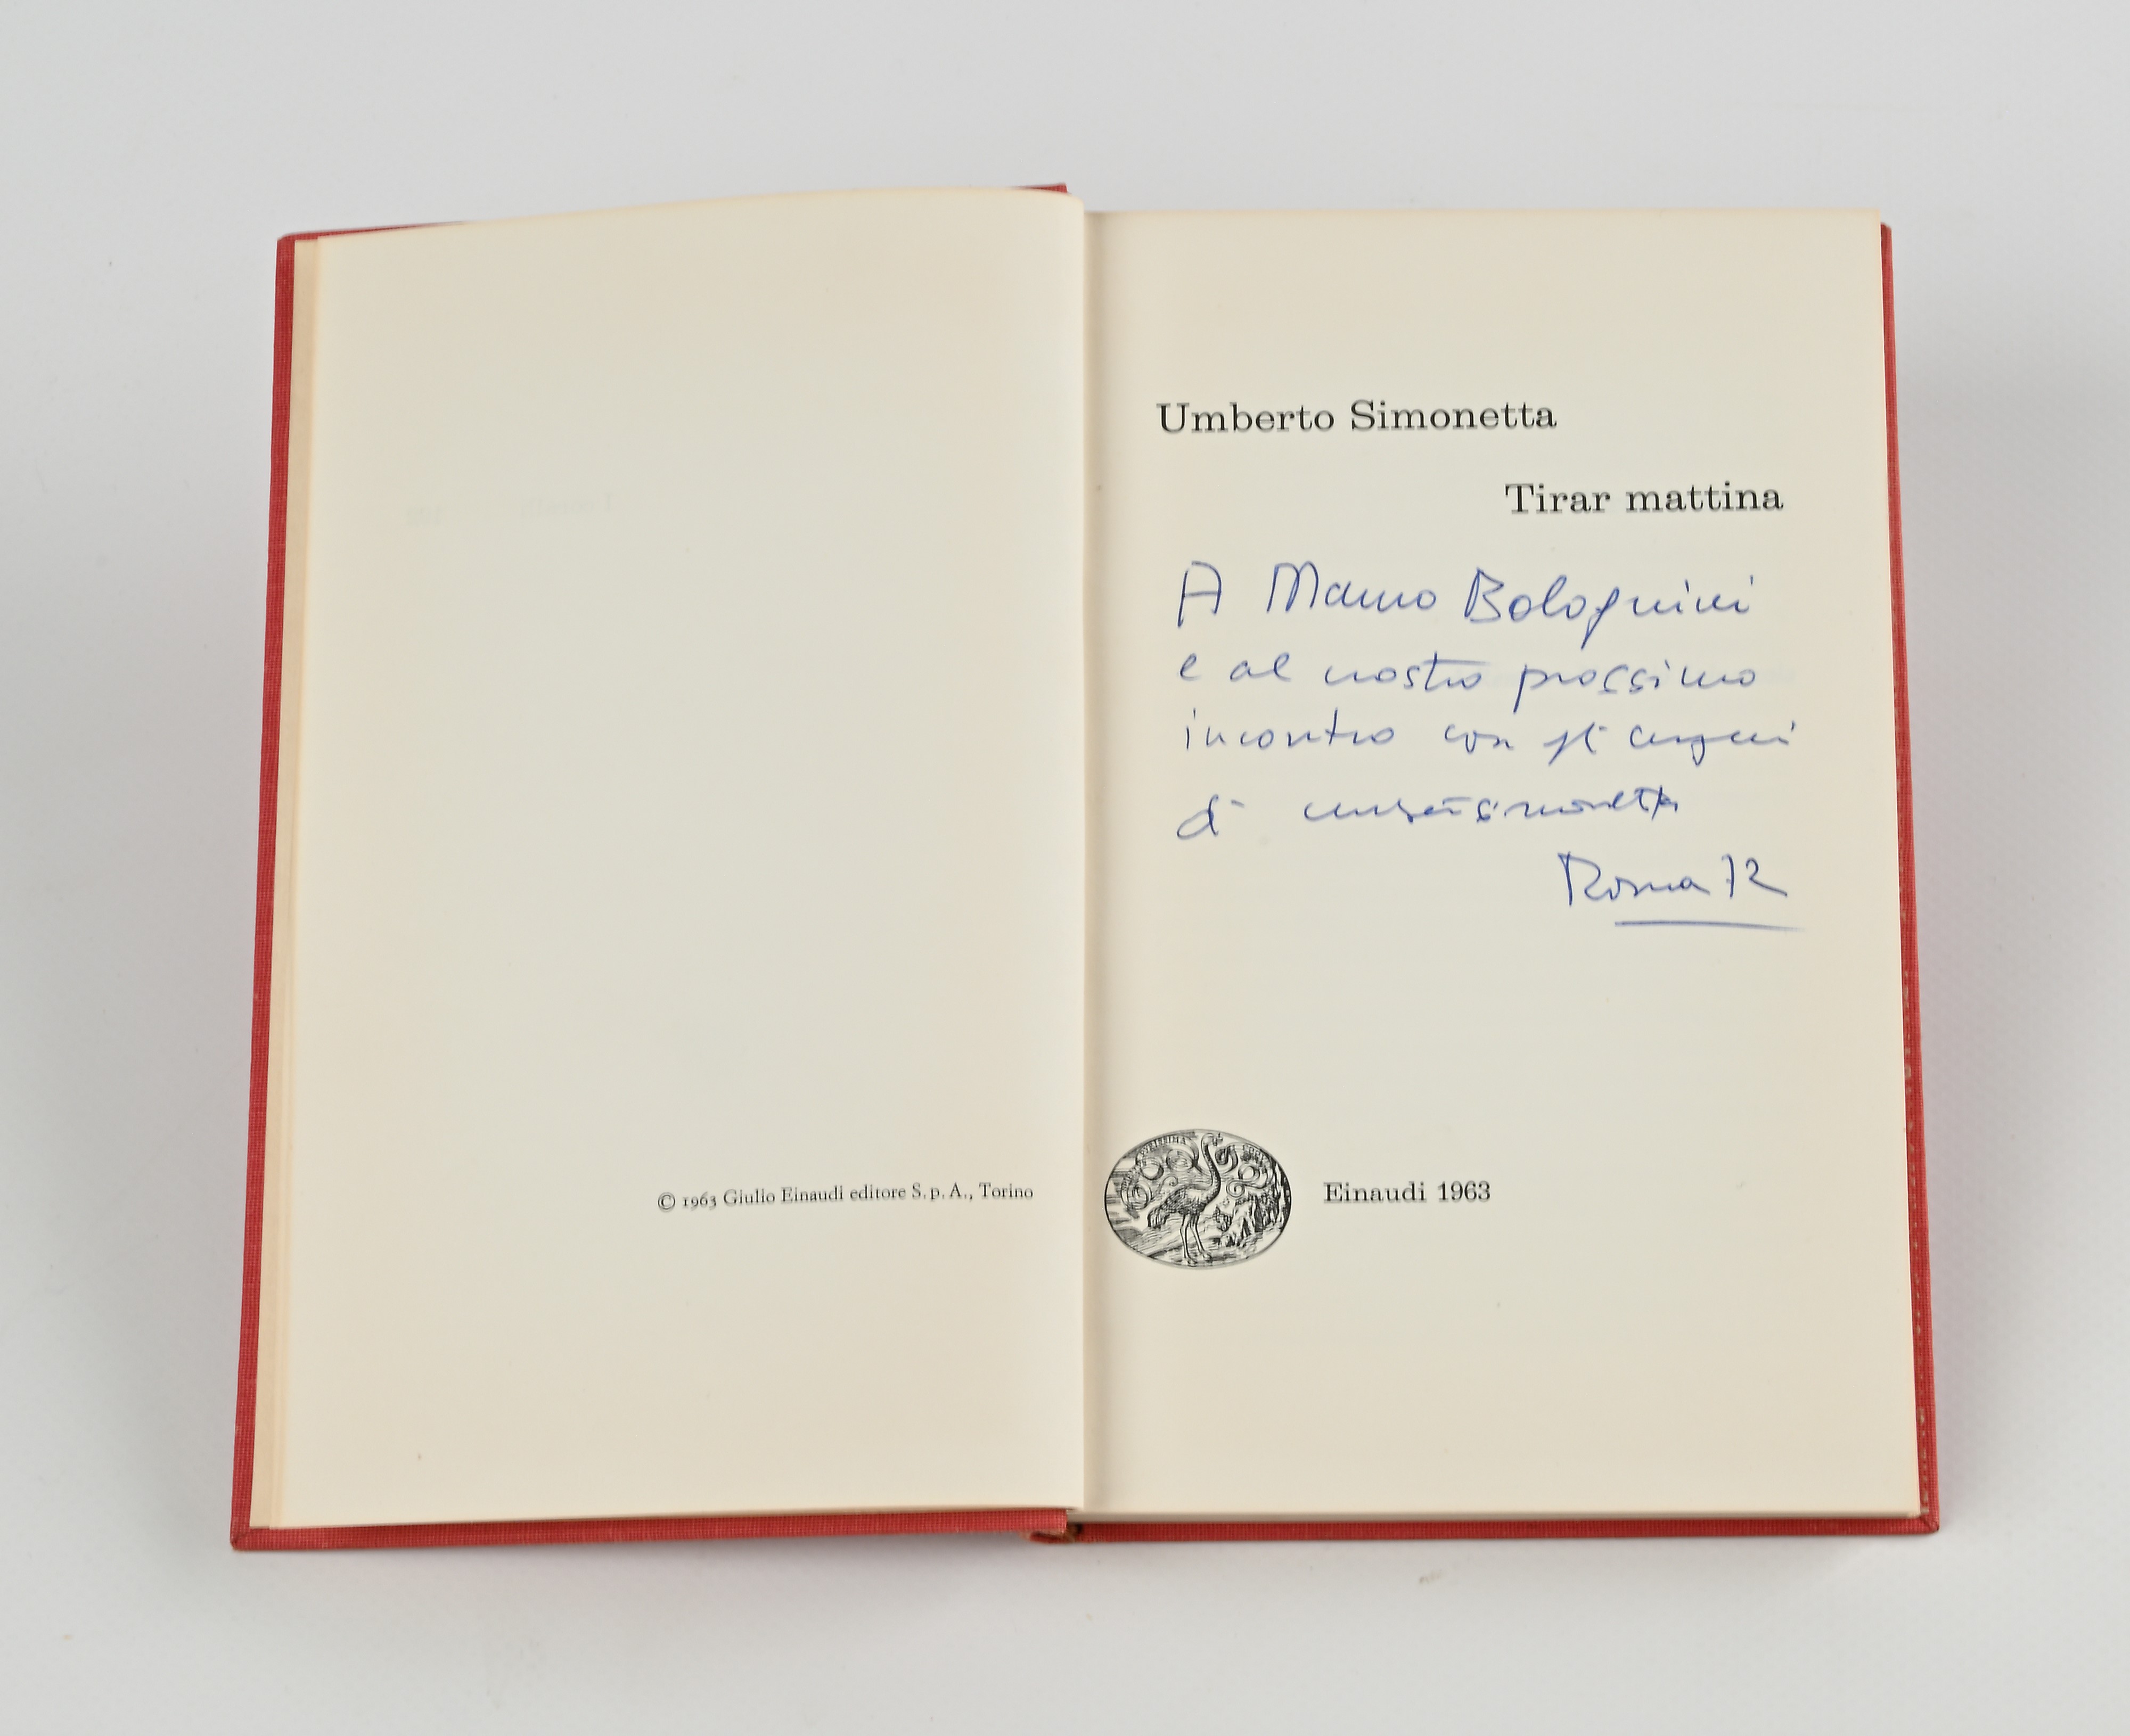 © 1963 Giulio Einaudi editore S. p. A., Torino
Umberto Simonetta
Tirar mattina
A Mauro Bolognini
e al nostro prossimo
incontro con gli auguri
di umberto simonetta
Roma 72
Einaudi 1963